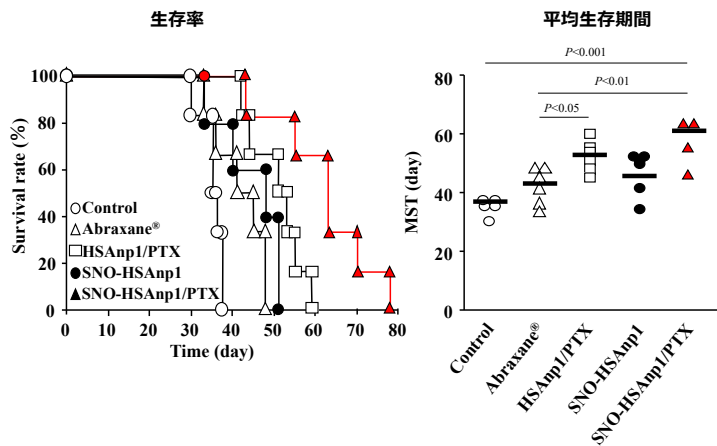 生存率
平均生存期間
Survival rate (%)
100
80
60
40
20
0
Control
Abraxane®
HSAnp1/PTX
SNO-HSAnp1
SNO-HSAnp1/PTX
0 10 20 30 40 50 60 70 80
Time (day)
MST (day)
80
60
40
20
0
P<0.001
P<0.01
P<0.05
Control
Abraxane®
HSAnp1/PTX
SNO-HSAnp1
SNO-HSAnp1/PTX